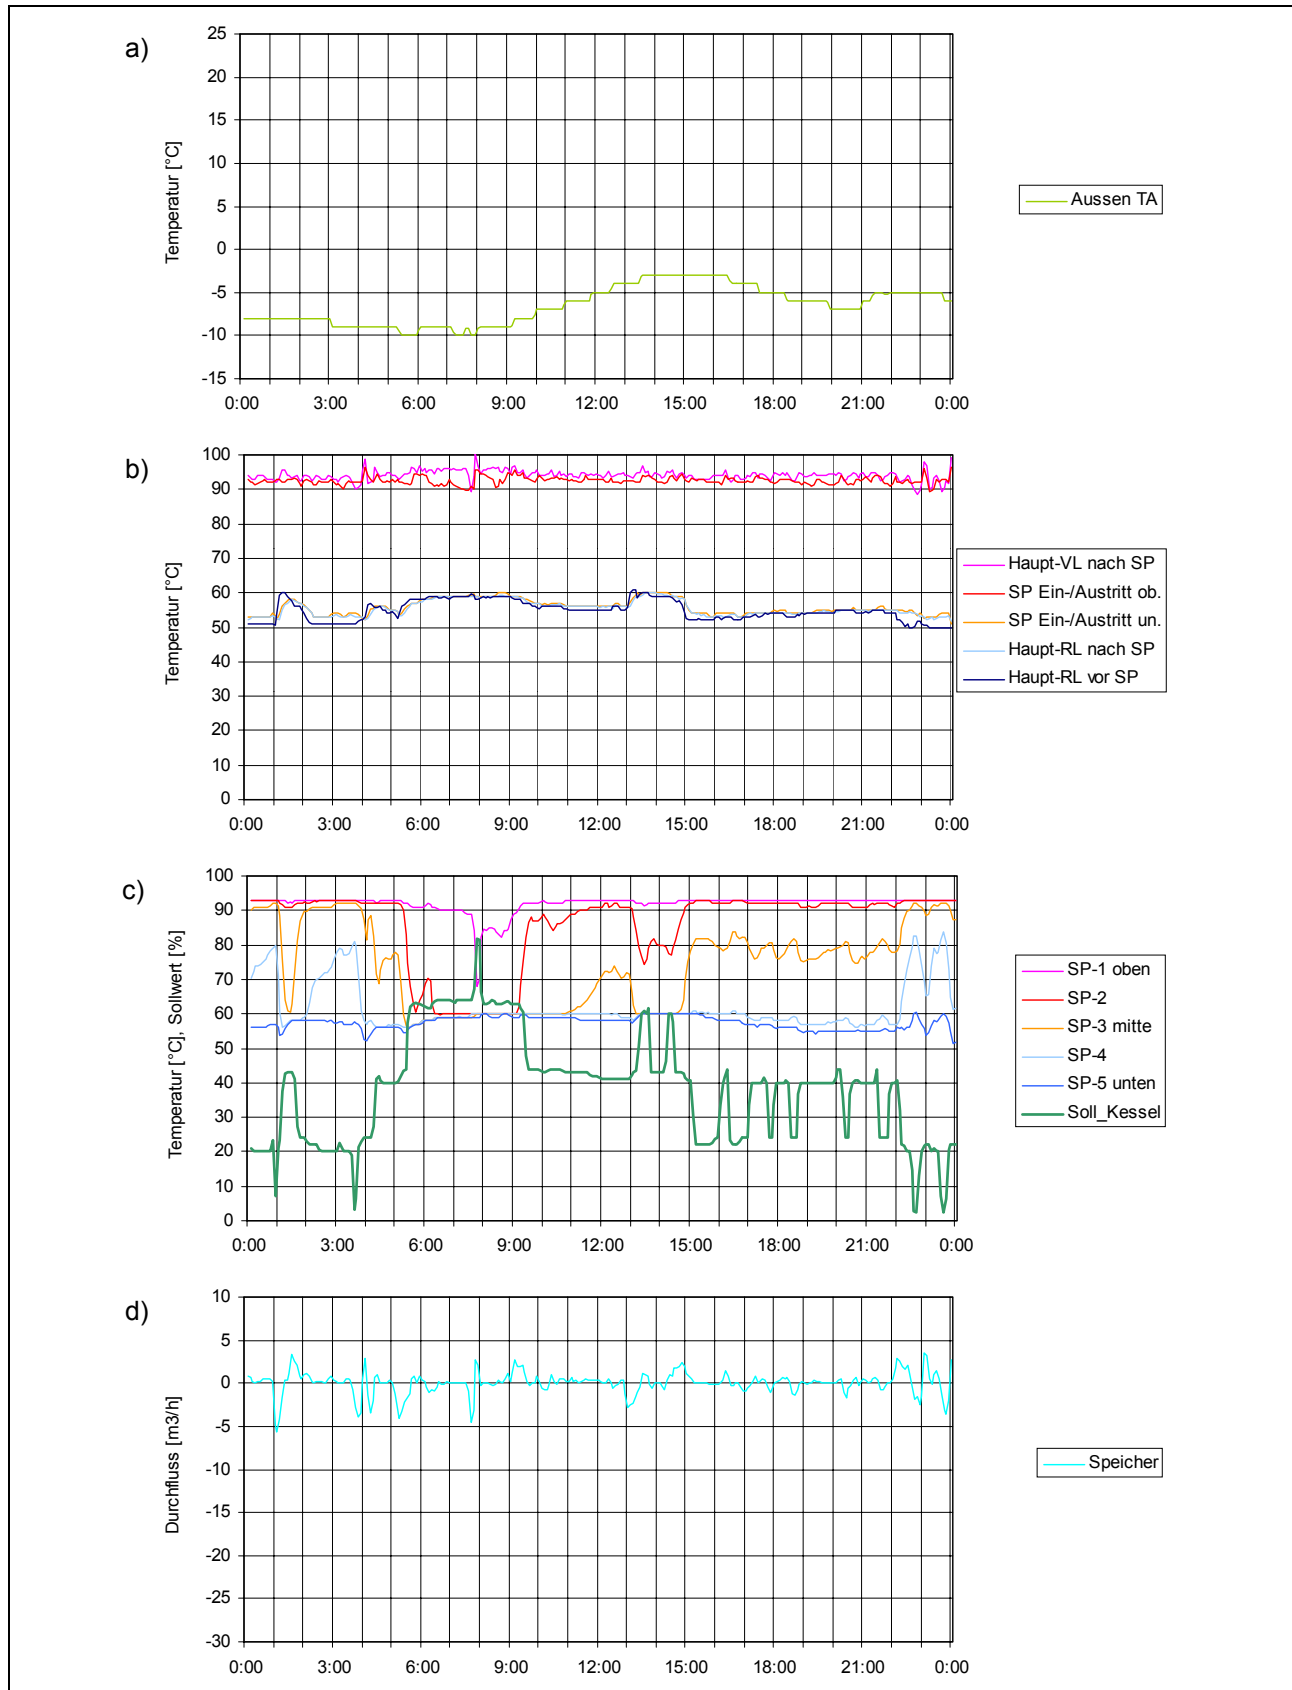 a)
Temperatur [°C]
25
20
15
10
5
0
-5
-10
-15
0:00 3:00 6:00 9:00 12:00 15:00 18:00 21:00 0:00
Aussen TA
b)
Temperatur [°C]
100
90
80
70
60
50
40
30
20
10
0
0:00 3:00 6:00 9:00 12:00 15:00 18:00 21:00 0:00
Haupt-VL nach SP
SP Ein-/Austritt ob.
SP Ein-/Austritt un.
Haupt-RL nach SP
Haupt-RL vor SP
c)
Temperatur [°C], Sollwert [%]
100
90
80
70
60
50
40
30
20
10
0
0:00 3:00 6:00 9:00 12:00 15:00 18:00 21:00 0:00
SP-1 oben
SP-2
SP-3 mitte
SP-4
SP-5 unten
Soll_Kessel
d)
Durchfluss [m3/h]
10
5
0
-5
-10
-15
-20
-25
-30
0:00 3:00 6:00 9:00 12:00 15:00 18:00 21:00 0:00
Speicher